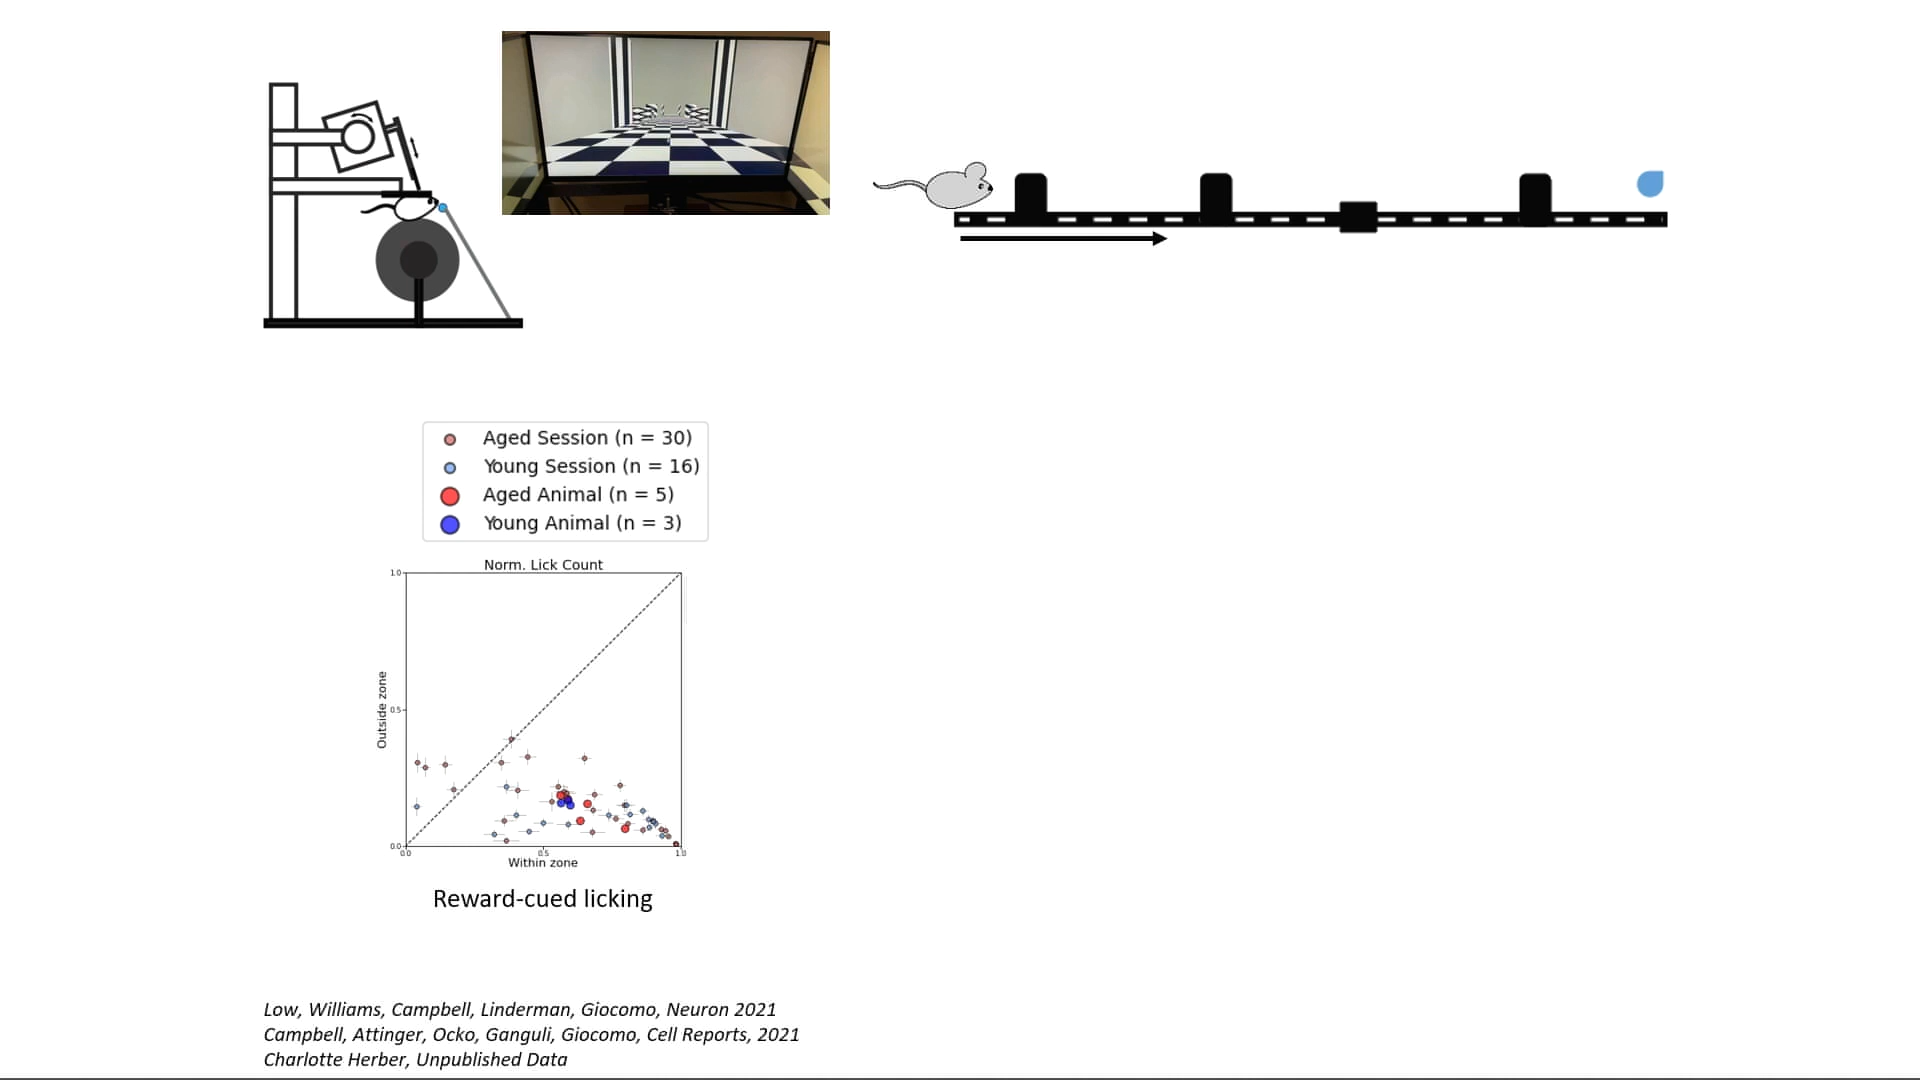 Aged Session (n = 30)
Young Session (n = 16)
Aged Animal (n = 5)
Young Animal (n = 3)
Norm. Lick Count
1.0
Outside zone
0.5
0.0
0.0
0.5
1.0
Within zone
Reward-cued licking
Low, Williams, Campbell, Linderman, Giocomo, Neuron 2021
Campbell, Attinger, Ocko, Ganguli, Giocomo, Cell Reports, 2021
Charlotte Herber, Unpublished Data